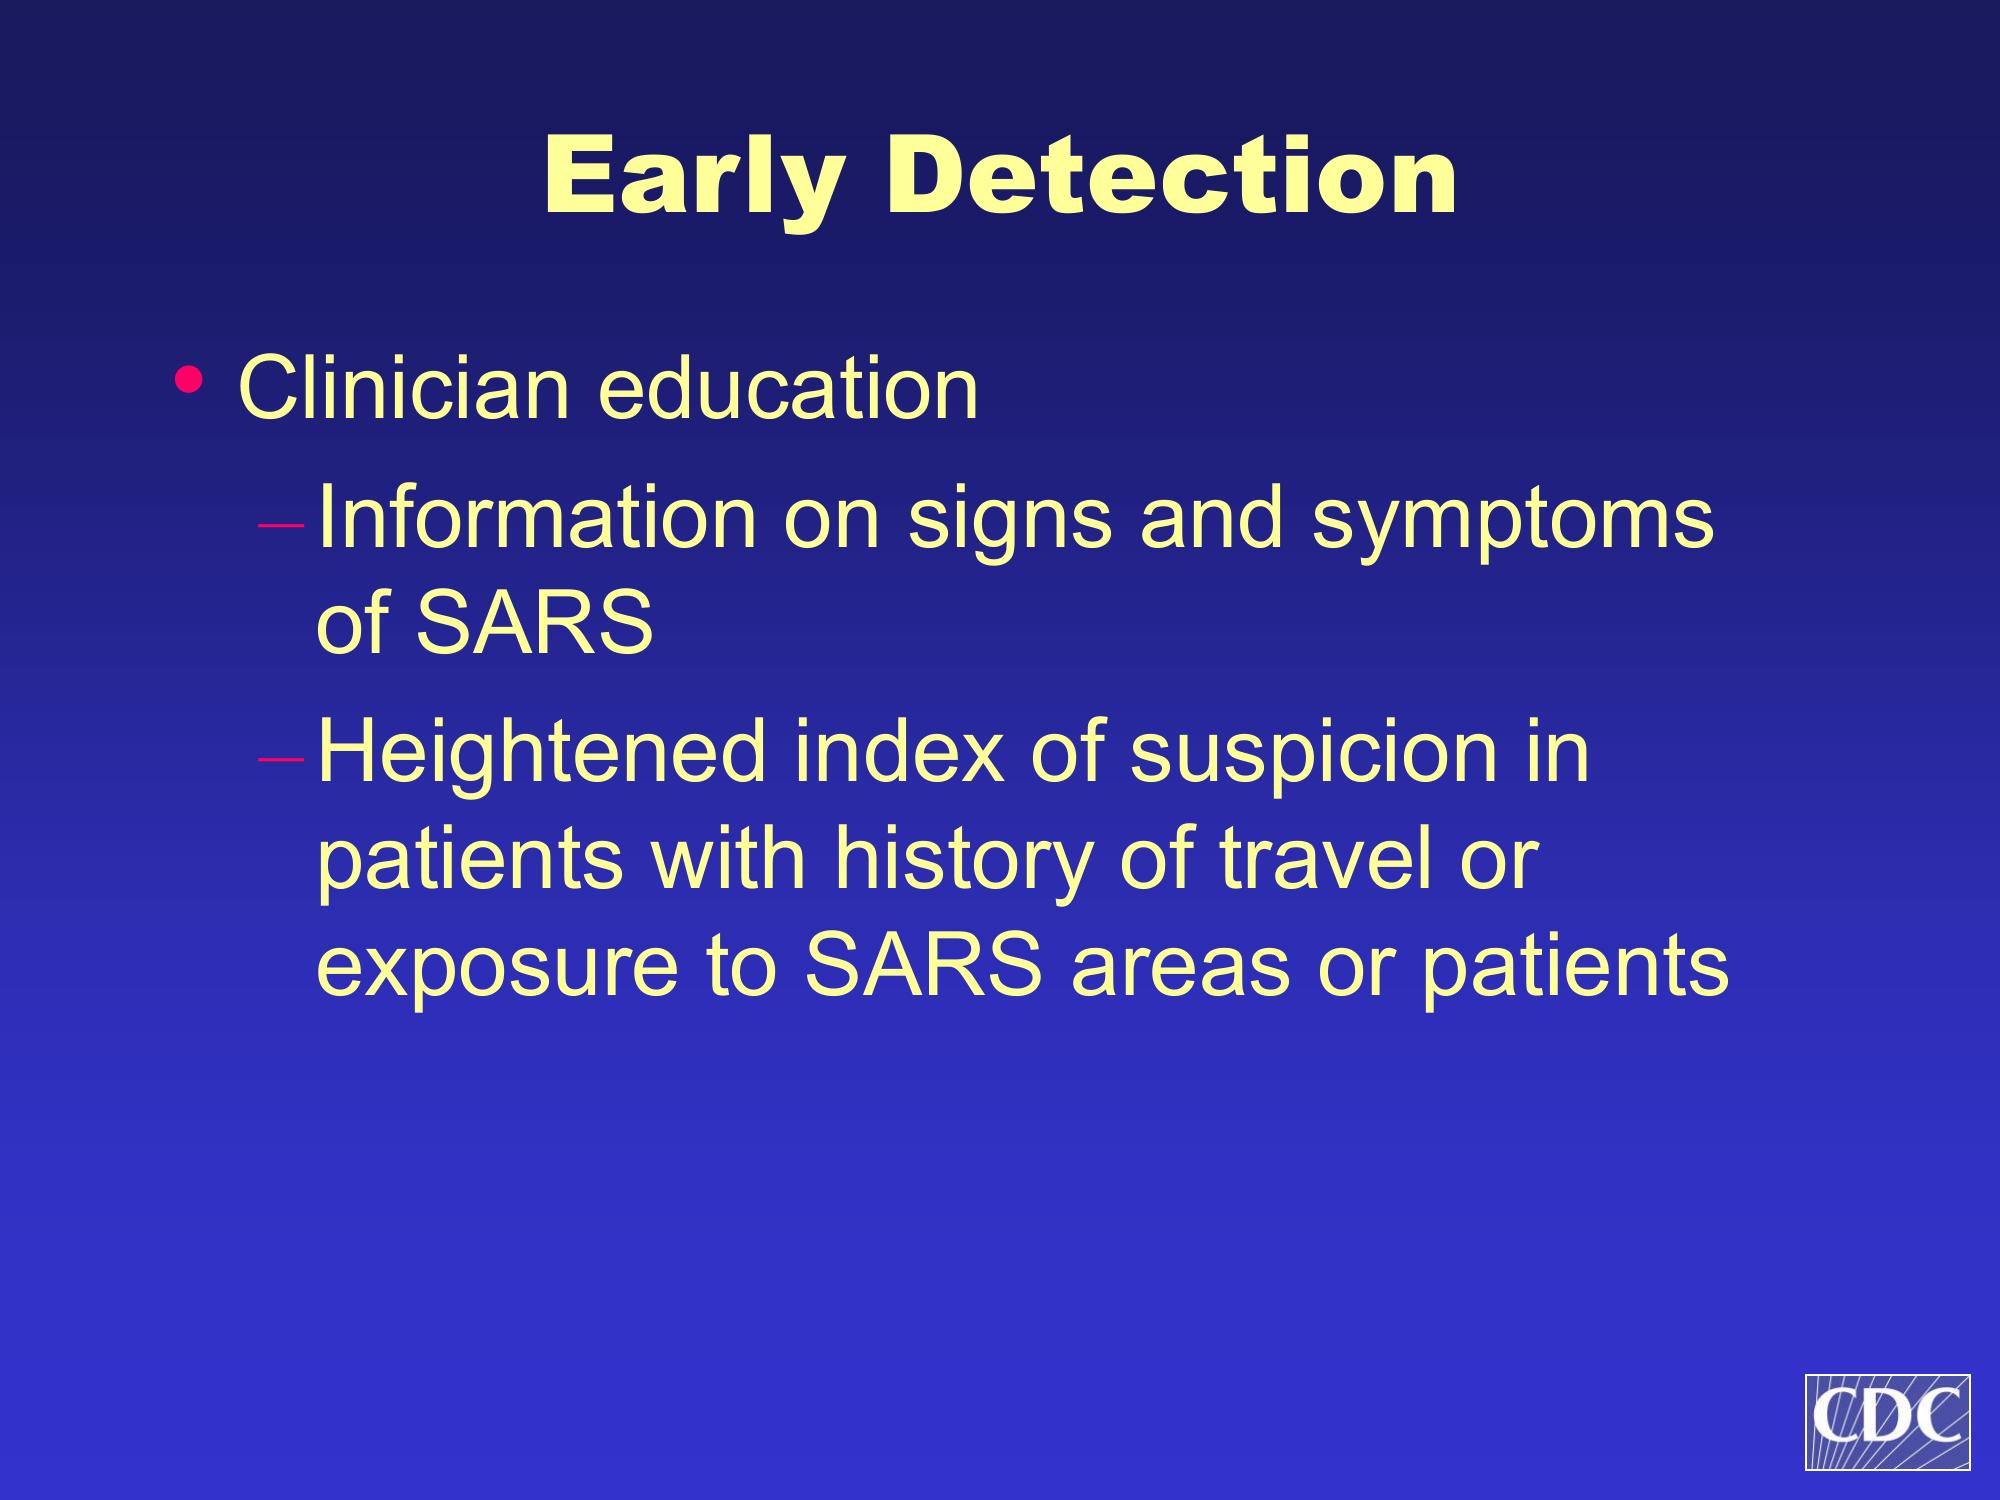 Early Detection
• Clinician education
–Information on signs and symptoms
of SARS
–Heightened index of suspicion in
patients with history of travel or
exposure to SARS areas or patients
CDC